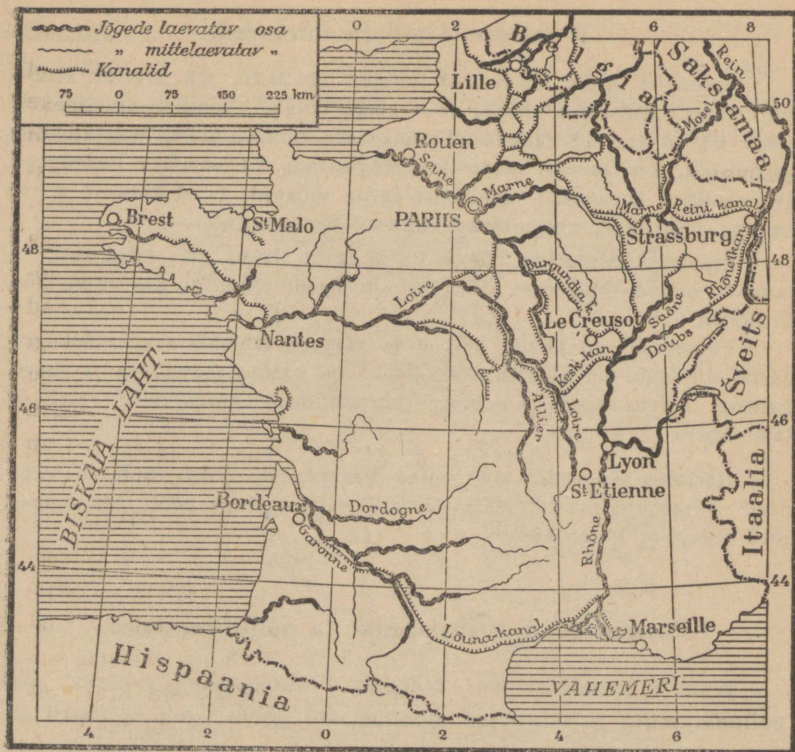 Jõgede laevatav osa
„ mittelaevatav „
Kanalid
75 0 75 150 225 km
0 2 6 8
Belgia
Saksamaa
Rein
Lille
50
Mosel
Rouen
Seine
Marne
PARIIS
Marne Reini kanal
Brest
St Malo
Strassburg
48
48
Loire
Burgundia
Rhône kan.
Le Creusot
Saône
Nantes
Doubs
Kesk-kan
Sveits
46
46
Allier
Loire
BISKAIA LAHT
Lyon
St Etienne
Itaalia
Bordeaux
Dordogne
Garonne
Rhône
44
44
Lõuna-kanal
Marseille
Hispaania
VAHEMERI
4 2 0 2 4 6